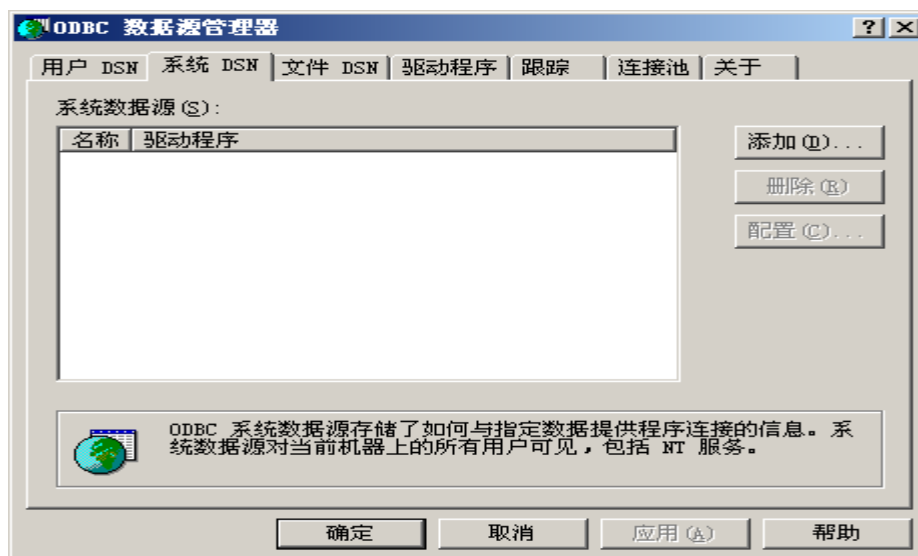 ODBC 数据源管理器
用户 DSN 系统 DSN 文件 DSN 驱动程序 跟踪 连接池 关于
系统数据源(S):
名称 驱动程序
添加(D)...
删除(R)
配置(C)...
ODBC 系统数据源存储了如何与指定数据提供程序连接的信息。系
统数据源对当前机器上的所有用户可见，包括 NT 服务。
确定 取消 应用(A) 帮助